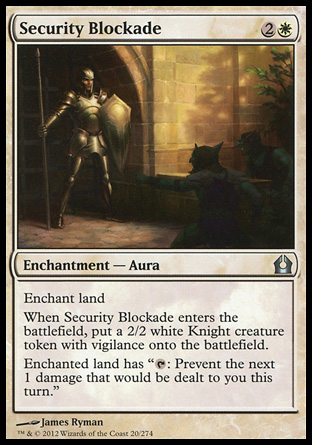 Security Blockade 2
Enchantment — Aura
Enchant land
When Security Blockade enters the
battlefield, put a 2/2 white Knight creature
token with vigilance onto the battlefield.
Enchanted land has “: Prevent the next
1 damage that would be dealt to you this
turn.”
James Ryman
™ & © 2012 Wizards of the Coast 20/274